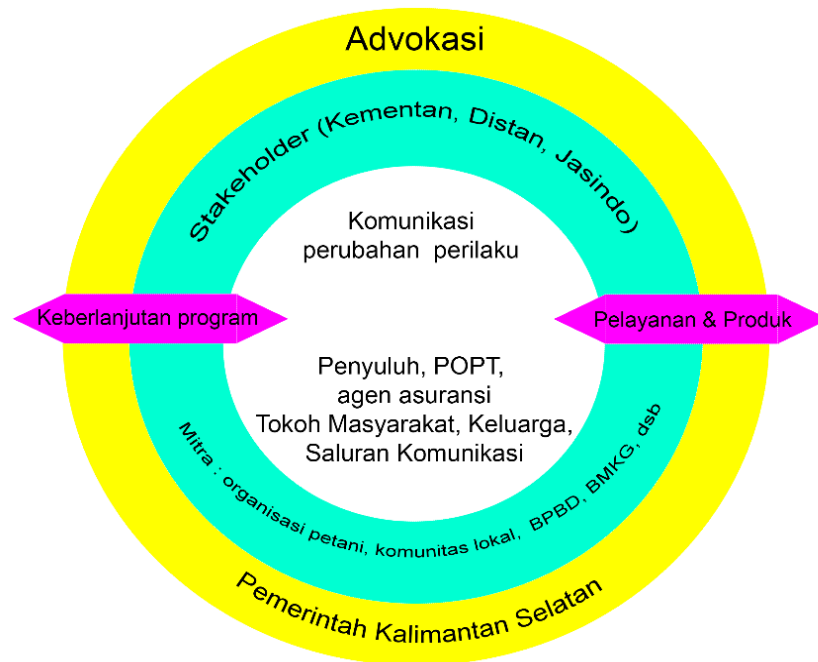 Advokasi
Stakeholder (Kementan, Distan, Jasindo)
Komunikasi
perubahan perilaku
Keberlanjutan program
Pelayanan & Produk
Penyuluh, POPT,
agen asuransi
Tokoh Masyarakat, Keluarga,
Saluran Komunikasi
Mitra : organisasi petani, komunitas lokal, BPBD, BMKG, dsb
Pemerintah Kalimantan Selatan